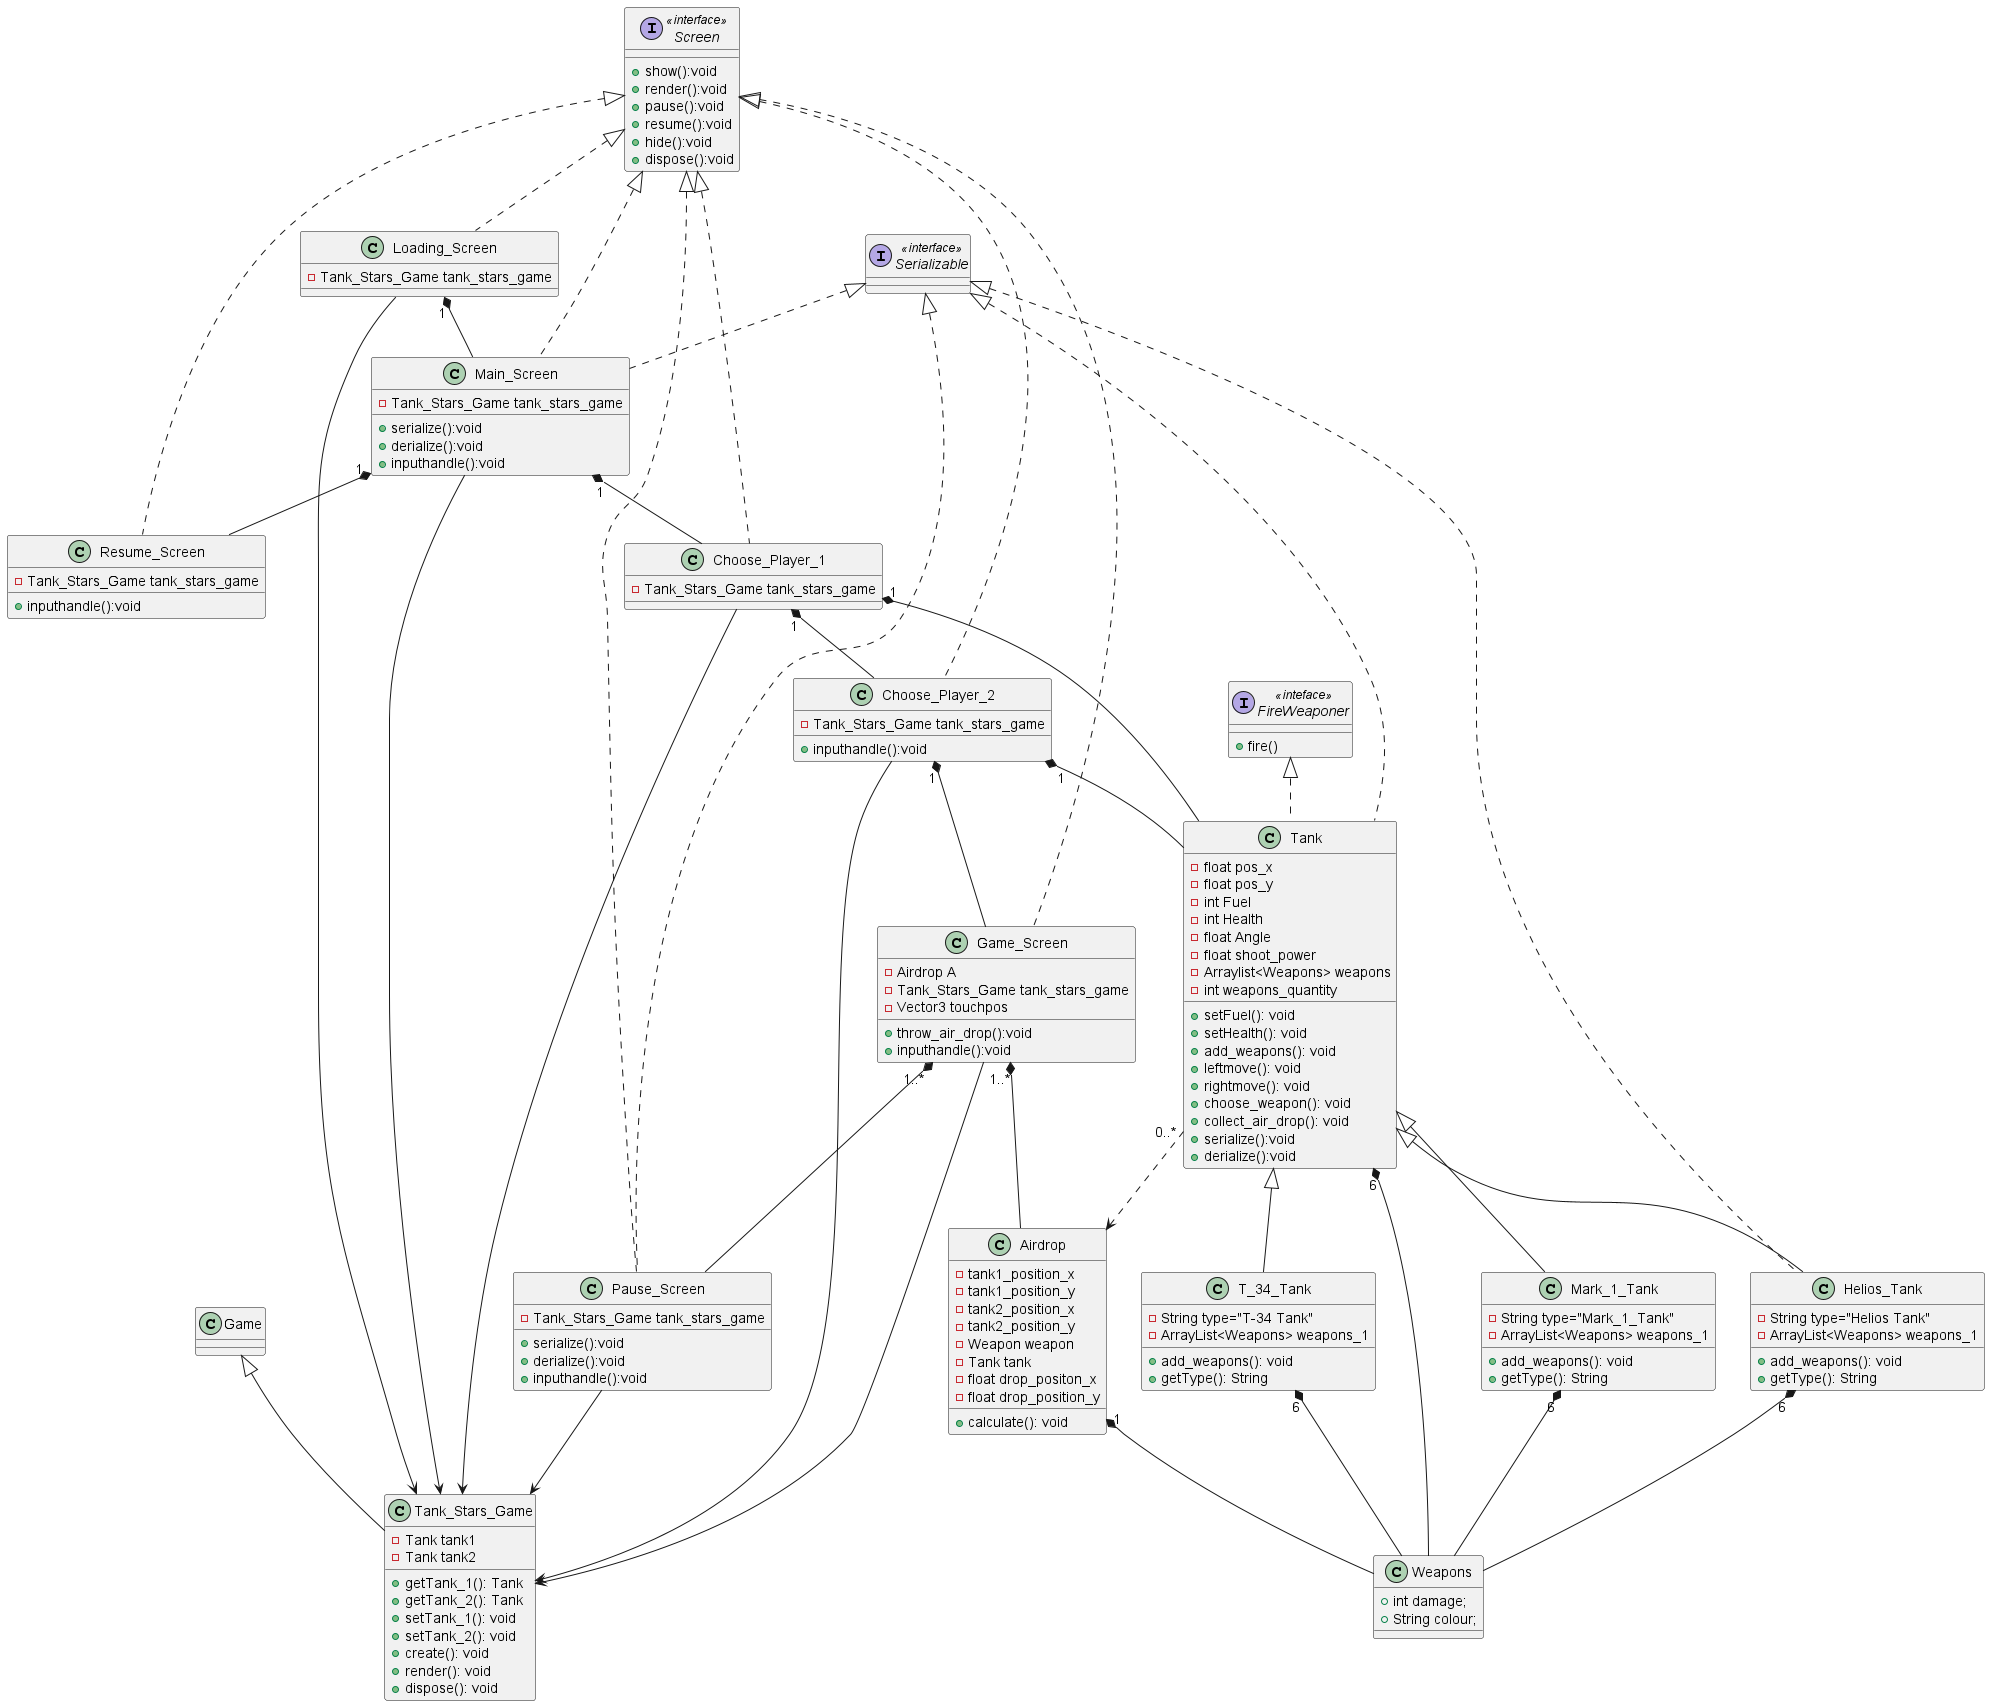 «interface»
Screen
show():void
render():void
pause():void
resume():void
hide():void
dispose():void
Loading_Screen
Tank_Stars_Game tank_stars_game
1
«interface»
Serializable
Main_Screen
Tank_Stars_Game tank_stars_game
serialize():void
derialize():void
inputhandle():void
1
1
Resume_Screen
Tank_Stars_Game tank_stars_game
inputhandle():void
Choose_Player_1
Tank_Stars_Game tank_stars_game
1
1
Choose_Player_2
Tank_Stars_Game tank_stars_game
inputhandle():void
1
1
«inteface»
FireWeaponer
fire()
Tank
float pos_x
float pos_y
int Fuel
int Health
float Angle
float shoot_power
Arraylist<Weapons> weapons
int weapons_quantity
setFuel(): void
setHealth(): void
add_weapons(): void
leftmove(): void
rightmove(): void
choose_weapon(): void
collect_air_drop(): void
serialize():void
derialize():void
0..*
6
Game_Screen
Airdrop A
Tank_Stars_Game tank_stars_game
Vector3 touchpos
throw_air_drop():void
inputhandle():void
1..*
1..*
Airdrop
tank1_position_x
tank1_position_y
tank2_position_x
tank2_position_y
Weapon weapon
Tank tank
float drop_positon_x
float drop_position_y
calculate(): void
1
T_34_Tank
String type="T-34 Tank"
ArrayList<Weapons> weapons_1
add_weapons(): void
getType(): String
6
Mark_1_Tank
String type="Mark_1_Tank"
ArrayList<Weapons> weapons_1
add_weapons(): void
getType(): String
6
Helios_Tank
String type="Helios Tank"
ArrayList<Weapons> weapons_1
add_weapons(): void
getType(): String
6
Pause_Screen
Tank_Stars_Game tank_stars_game
serialize():void
derialize():void
inputhandle():void
Game
Tank_Stars_Game
Tank tank1
Tank tank2
getTank_1(): Tank
getTank_2(): Tank
setTank_1(): void
setTank_2(): void
create(): void
render(): void
dispose(): void
Weapons
int damage;
String colour;